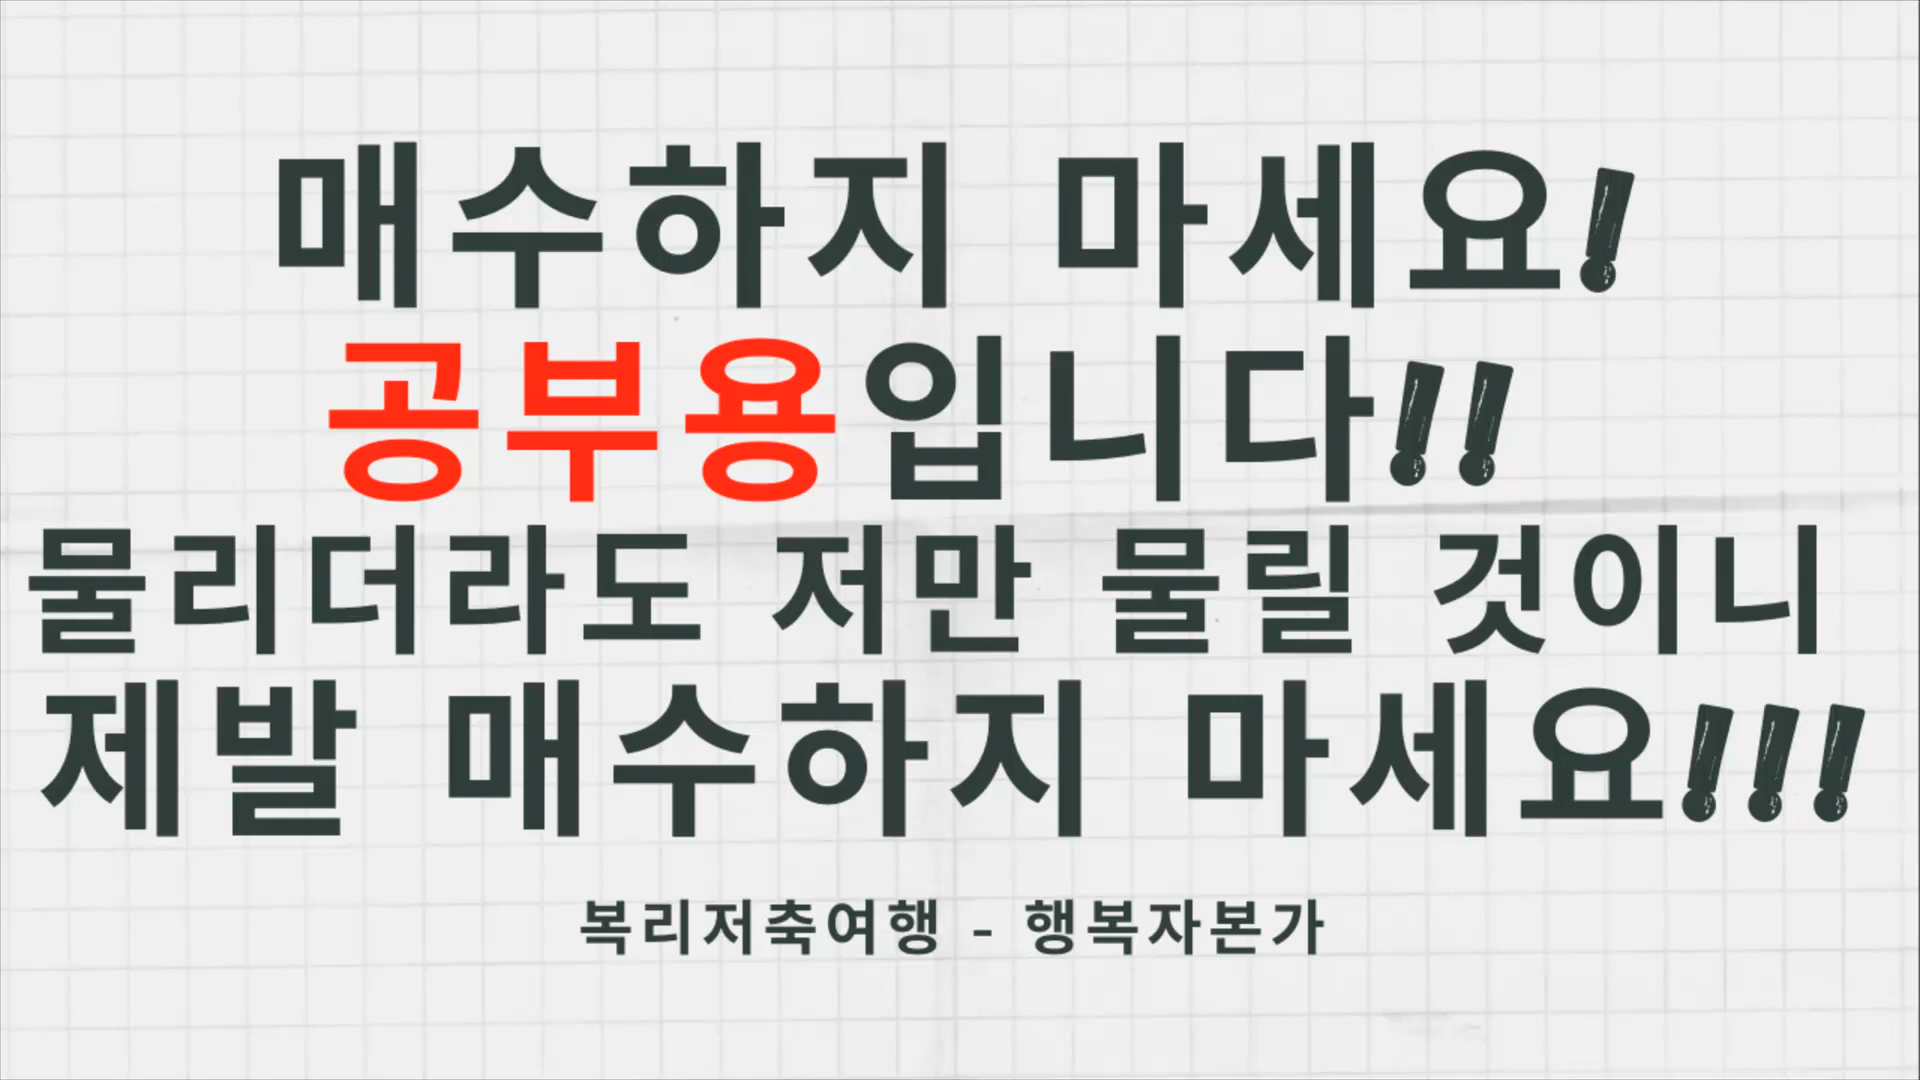 매수하지 마세요!
공부용입니다!!
물리더라도 저만 물릴 것이니
제발 매수하지 마세요!!!
복리저축여행 - 행복자본가